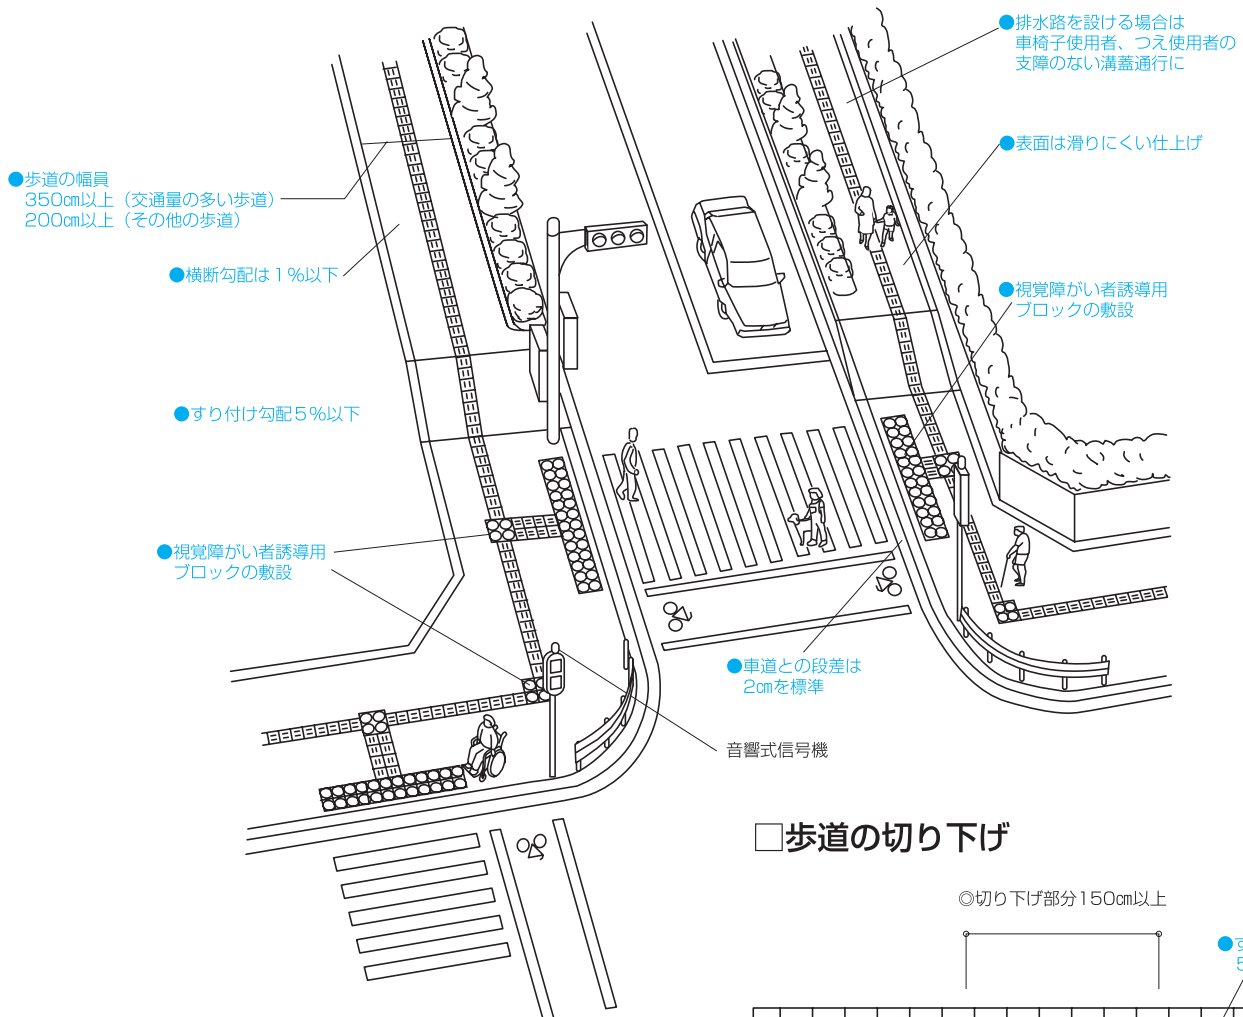 ●排水路を設ける場合は
車椅子使用者、つえ使用者の
支障のない溝蓋通行に
●表面は滑りにくい仕上げ
●歩道の幅員
350㎝以上（交通量の多い歩道）
200㎝以上（その他の歩道）
●横断勾配は１％以下
●視覚障がい者誘導用
ブロックの敷設
●すり付け勾配５％以下
●視覚障がい者誘導用
ブロックの敷設
●車道との段差は
2㎝を標準
音響式信号機
□歩道の切り下げ
◎切り下げ部分150㎝以上
●す
5